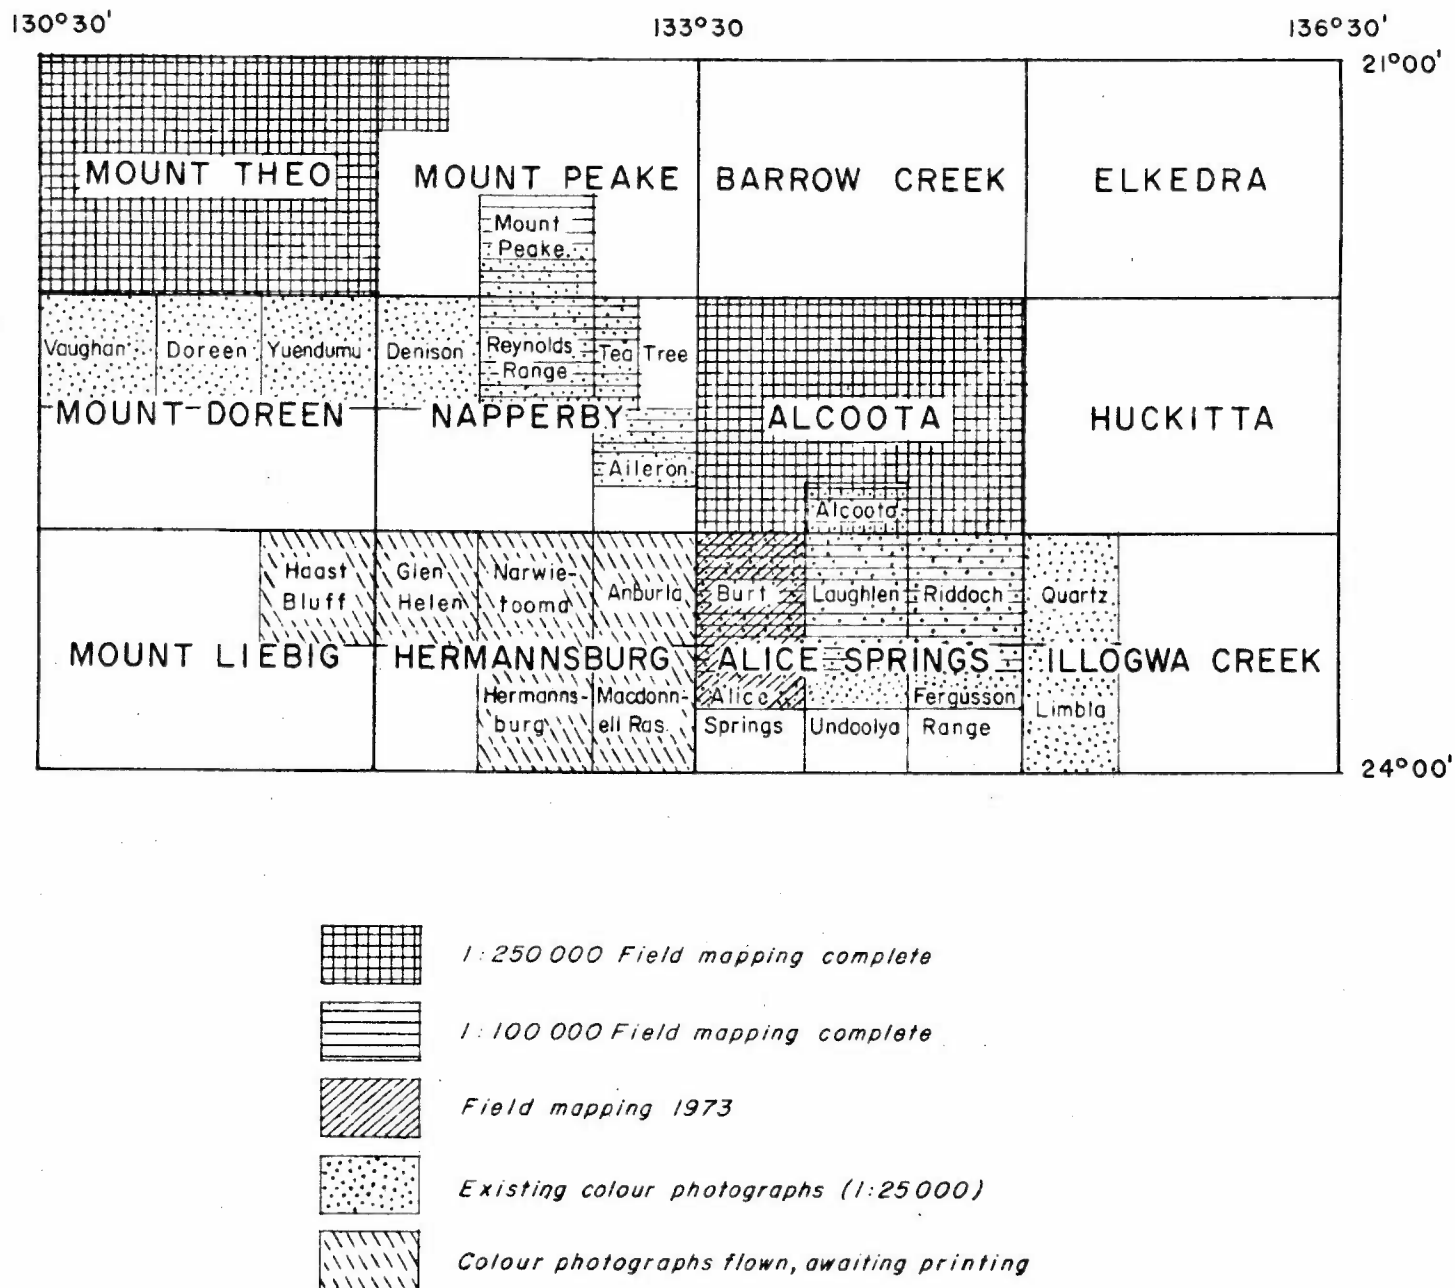 130°30'
133°30
136°30'
21°00'
MOUNT THEO
MOUNT PEAKE
BARROW CREEK
ELKEDRA
Mount
Peake
Vaughan
Doreen
Yuendumu
Denison
Reynolds
Range
Tea Tree
MOUNT DOREEN
NAPPERBY
ALCOOTA
HUCKITTA
Aileron
Alcoota
Haast
Bluff
Glen
Helen
Narwie-
tooma
Anburla
Burt
Laughlen
Riddoch
Quartz
MOUNT LIEBIG
HERMANNSBURG
ALICE SPRINGS
ILLOGWA CREEK
Hermanns-
burg
Macdonn-
ell Ras.
Alice
Springs
Undoolya
Fergusson
Range
Limbla
24°00'
1:250 000 Field mapping complete
1:100 000 Field mapping complete
Field mapping 1973
Existing colour photographs (1:25000)
Colour photographs flown, awaiting printing